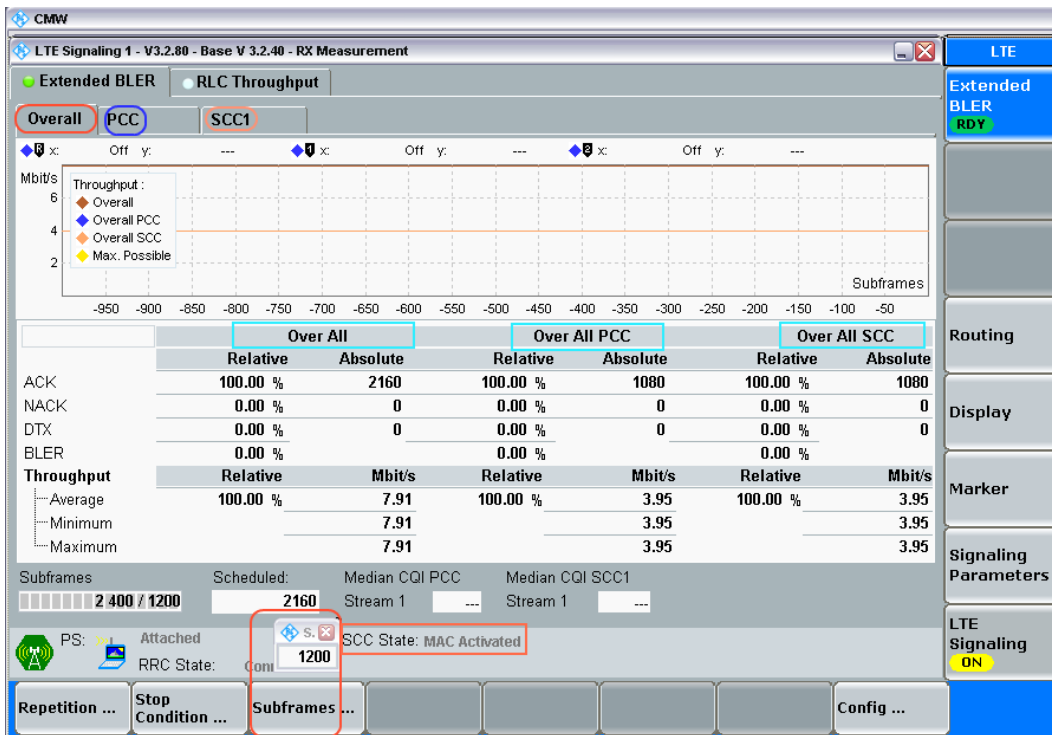 CMW
LTE Signaling 1 - V3.2.80 - Base V 3.2.40 - RX Measurement
LTE
Extended BLER RLC Throughput
Extended
BLER
RDY
Overall PCC SCC1
R x: Off y: --- 1 x: Off y: --- 2 x: Off y: ---
Mbit/s
6
4
2
Throughput :
Overall
Overall PCC
Overall SCC
Max. Possible
Subframes
-950 -900 -850 -800 -750 -700 -650 -600 -550 -500 -450 -400 -350 -300 -250 -200 -150 -100 -50
Over All Over All PCC Over All SCC
Relative Absolute Relative Absolute Relative Absolute
ACK 100.00 % 2160 100.00 % 1080 100.00 % 1080
NACK 0.00 % 0 0.00 % 0 0.00 % 0
DTX 0.00 % 0 0.00 % 0 0.00 % 0
BLER 0.00 % 0.00 % 0.00 %
Throughput Relative Mbit/s Relative Mbit/s Relative Mbit/s
Average 100.00 % 7.91 100.00 % 3.95 100.00 % 3.95
Minimum 7.91 3.95 3.95
Maximum 7.91 3.95 3.95
Subframes Scheduled: Median CQI PCC Median CQI SCC1
2 400 / 1200 2160 Stream 1 --- Stream 1 ---
PS: Attached S. SCC State: MAC Activated
RRC State: 1200
Routing
Display
Marker
Signaling
Parameters
LTE
Signaling
ON
Repetition ... Stop
Condition ... Subframes ... Config ...